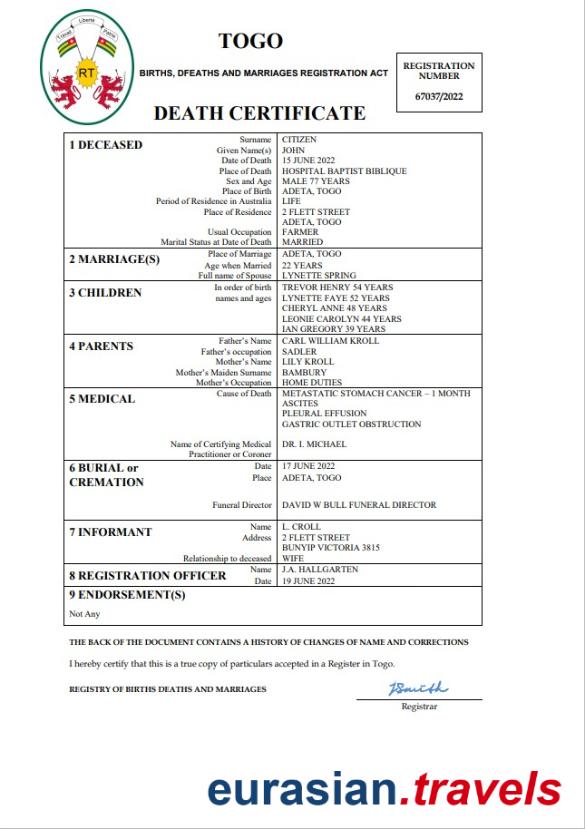 Liberte
Travail
Patrie
RT
TOGO
BIRTHS, DFEATHS AND MARRIAGES REGISTRATION ACT
DEATH CERTIFICATE
REGISTRATION
NUMBER
67037/2022
1 DECEASED
Surname CITIZEN
Given Name(s) JOHN
Date of Death 15 JUNE 2022
Place of Death HOSPITAL BAPTIST BIBLIQUE
Sex and Age MALE 77 YEARS
Place of Birth ADETA, TOGO
Period of Residence in Australia LIFE
Place of Residence 2 FLETT STREET
ADETA, TOGO
Usual Occupation FARMER
Marital Status at Date of Death MARRIED
2 MARRIAGE(S)
Place of Marriage ADETA, TOGO
Age when Married 22 YEARS
Full name of Spouse LYNETTE SPRING
3 CHILDREN
In order of birth TREVOR HENRY 54 YEARS
names and ages LYNETTE FAYE 52 YEARS
CHERYL ANNE 48 YEARS
LEONIE CAROLYN 44 YEARS
IAN GREGORY 39 YEARS
4 PARENTS
Father's Name CARL WILLIAM KROLL
Father's occupation SADLER
Mother's Name LILY KROLL
Mother's Maiden Surname BAMBURY
Mother's Occupation HOME DUTIES
5 MEDICAL
Cause of Death METASTATIC STOMACH CANCER – 1 MONTH
ASCITES
PLEURAL EFFUSION
GASTRIC OUTLET OBSTRUCTION
Name of Certifying Medical DR. I. MICHAEL
Practitioner or Coroner
6 BURIAL or
CREMATION
Date 17 JUNE 2022
Place ADETA, TOGO
Funeral Director DAVID W BULL FUNERAL DIRECTOR
7 INFORMANT
Name L. CROLL
Address 2 FLETT STREET
BUNYIP VICTORIA 3815
Relationship to deceased WIFE
8 REGISTRATION OFFICER
Name J.A. HALLGARTEN
Date 19 JUNE 2022
9 ENDORSEMENT(S)
Not Any
THE BACK OF THE DOCUMENT CONTAINS A HISTORY OF CHANGES OF NAME AND CORRECTIONS
I hereby certify that this is a true copy of particulars accepted in a Register in Togo.
REGISTRY OF BIRTHS DEATHS AND MARRIAGES
JSmith
Registrar
eurasian.travels